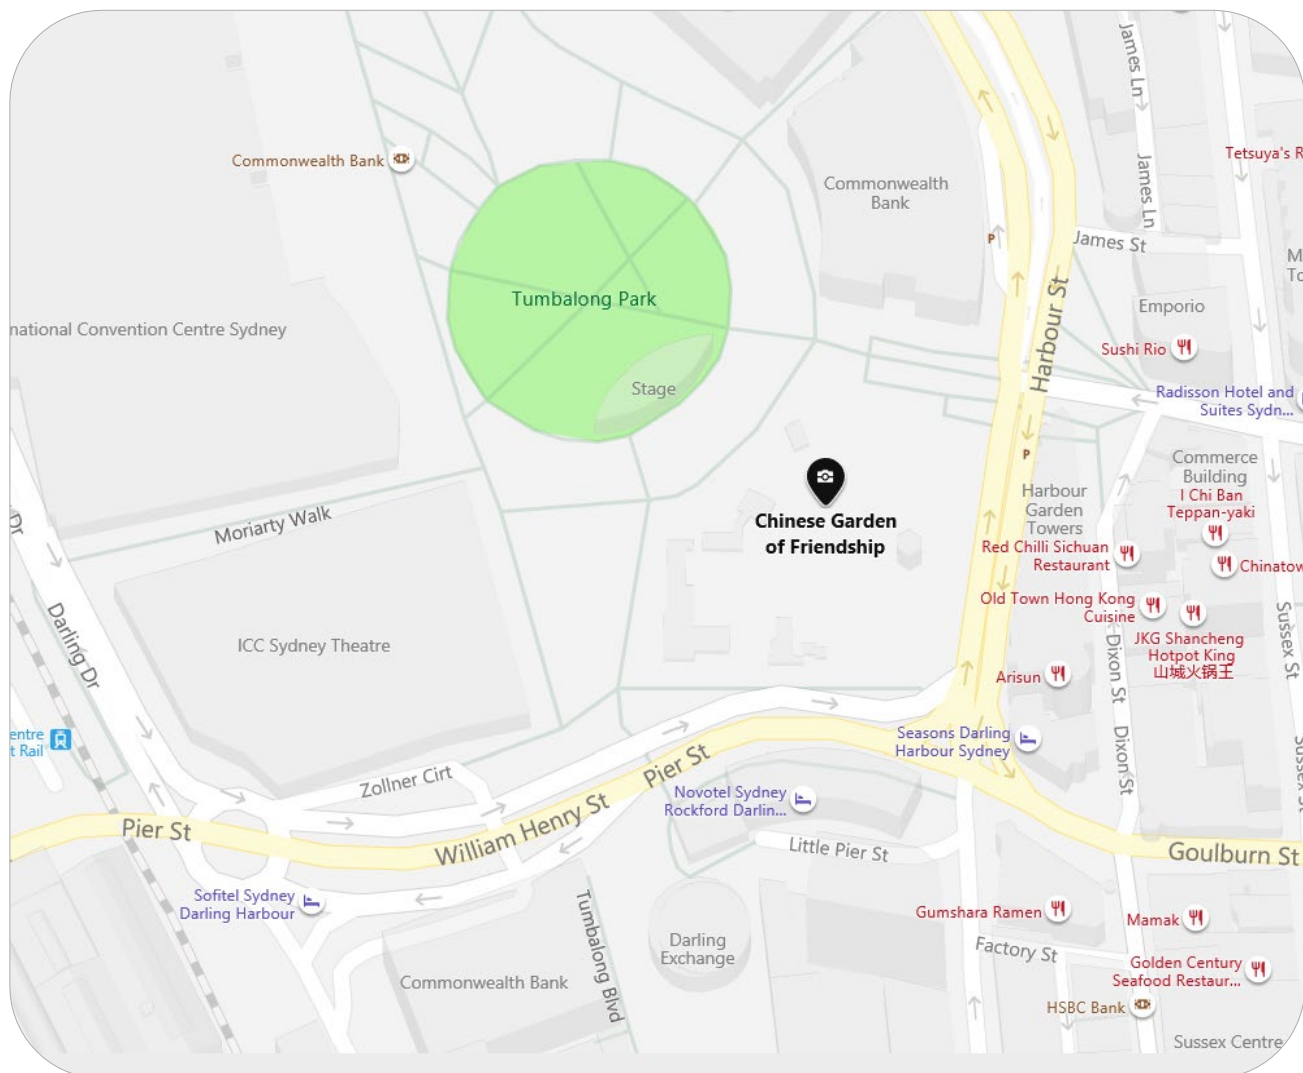 James Ln
Commonwealth Bank
Tetsuya's R
James Ln
Commonwealth
Bank
P
James St
Tumbalong Park
Harbour St
Emporio
national Convention Centre Sydney
Sushi Rio
Stage
Radisson Hotel and
Suites Sydn...
P
Commerce
Building
I Chi Ban
Teppan-yaki
Harbour
Garden
Towers
Chinese Garden
of Friendship
Moriarty Walk
Dr
Red Chilli Sichuan
Restaurant
Chinatow
Old Town Hong Kong
Cuisine
JKG Shancheng
Hotpot King
山城火锅王
Sussex St
Darling Dr
ICC Sydney Theatre
Dixon St
Arisun
entre
t Rail
Seasons Darling
Harbour Sydney
Dixon St
Sussex St
Zollner Cirt
Pier St
Novotel Sydney
Rockford Darlin...
Pier St
William Henry St
Little Pier St
Goulburn St
Sofitel Sydney
Darling Harbour
Tumbalong Blvd
Gumshara Ramen
Mamak
Darling
Exchange
Factory St
Commonwealth Bank
Golden Century
Seafood Restaur...
HSBC Bank
Sussex Centre